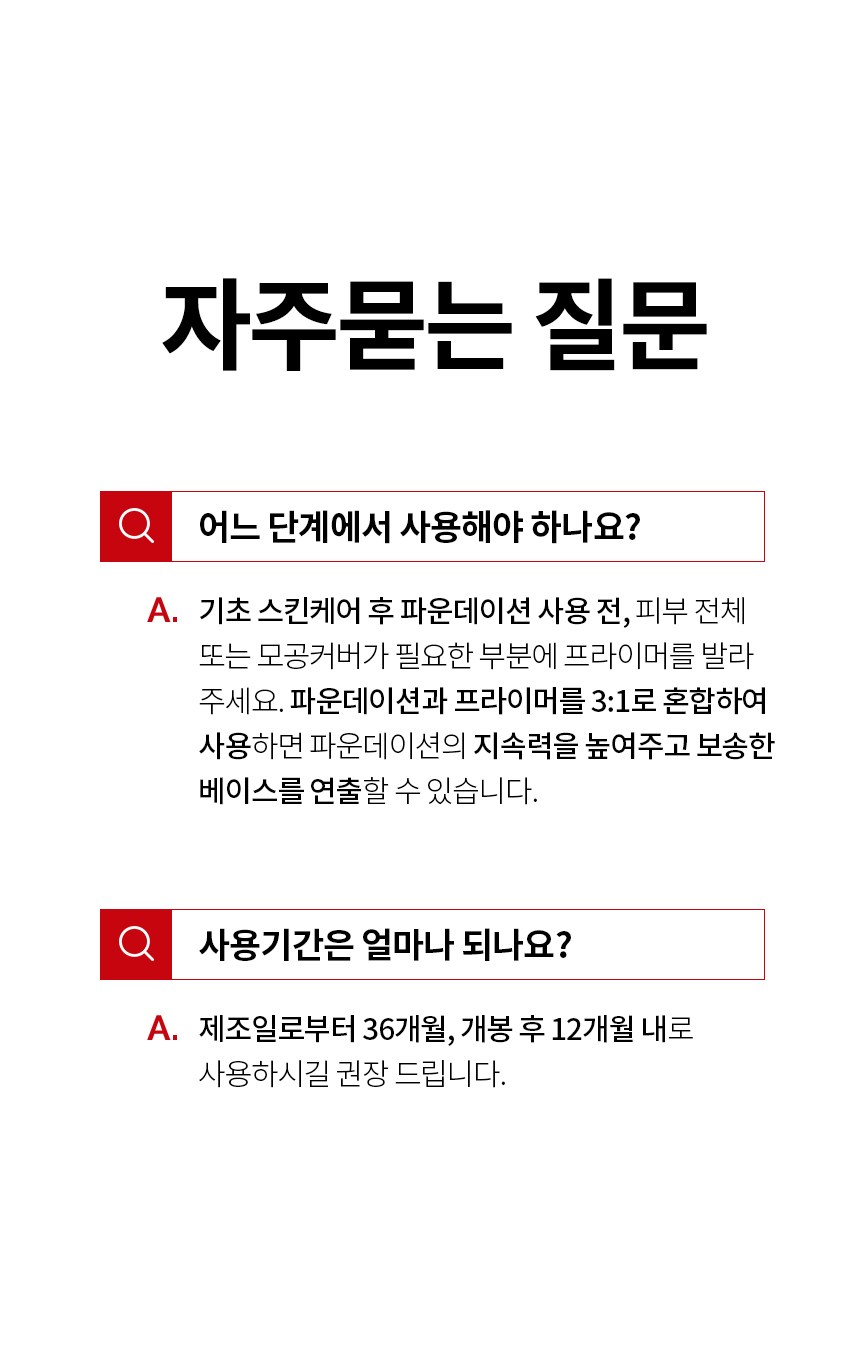 자주묻는 질문
어느 단계에서 사용해야 하나요?
A. 기초 스킨케어 후 파운데이션 사용 전, 피부 전체
또는 모공커버가 필요한 부분에 프라이머를 발라
주세요. 파운데이션과 프라이머를 3:1로 혼합하여
사용하면 파운데이션의 지속력을 높여주고 보송한
베이스를 연출할 수 있습니다.
사용기간은 얼마나 되나요?
A. 제조일로부터 36개월, 개봉 후 12개월 내로
사용하시길 권장 드립니다.